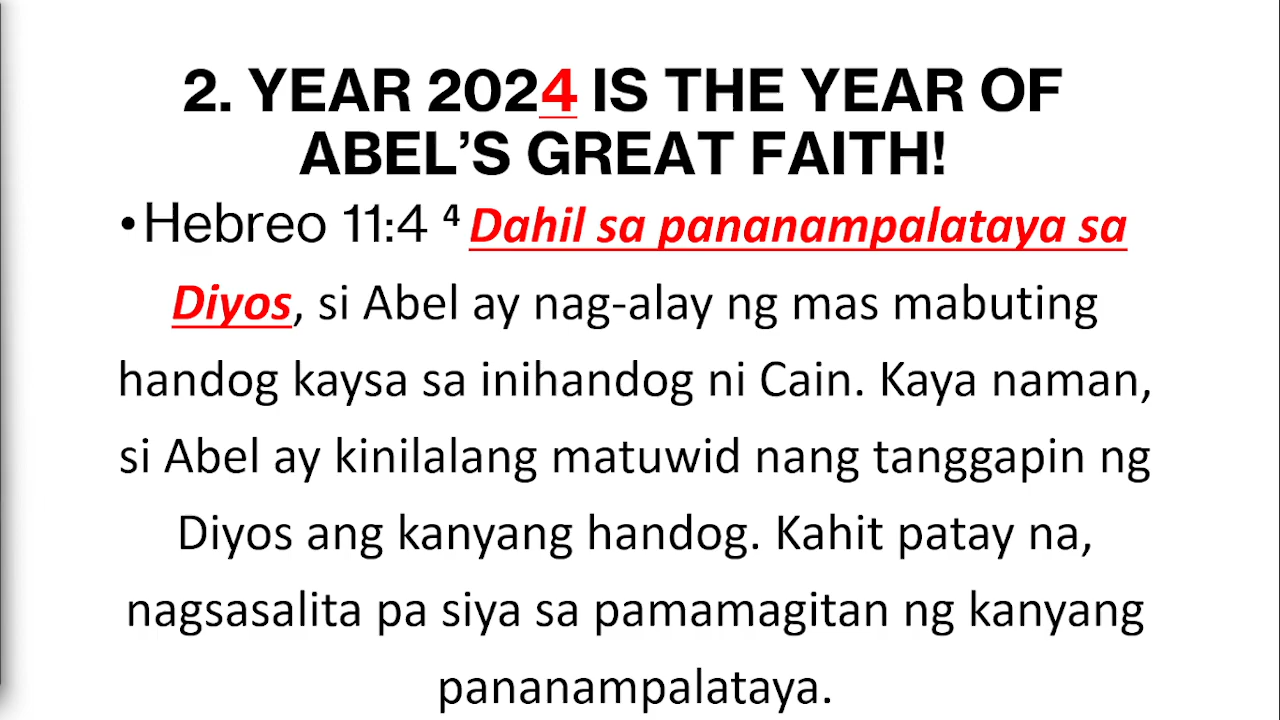 2. YEAR 2024 IS THE YEAR OF
ABEL’S GREAT FAITH!
•Hebreo 11:4 ⁴ Dahil sa pananampalataya sa
Diyos, si Abel ay nag-alay ng mas mabuting
handog kaysa sa inihandog ni Cain. Kaya naman,
si Abel ay kinilalang matuwid nang tanggapin ng
Diyos ang kanyang handog. Kahit patay na,
nagsasalita pa siya sa pamamagitan ng kanyang
pananampalataya.